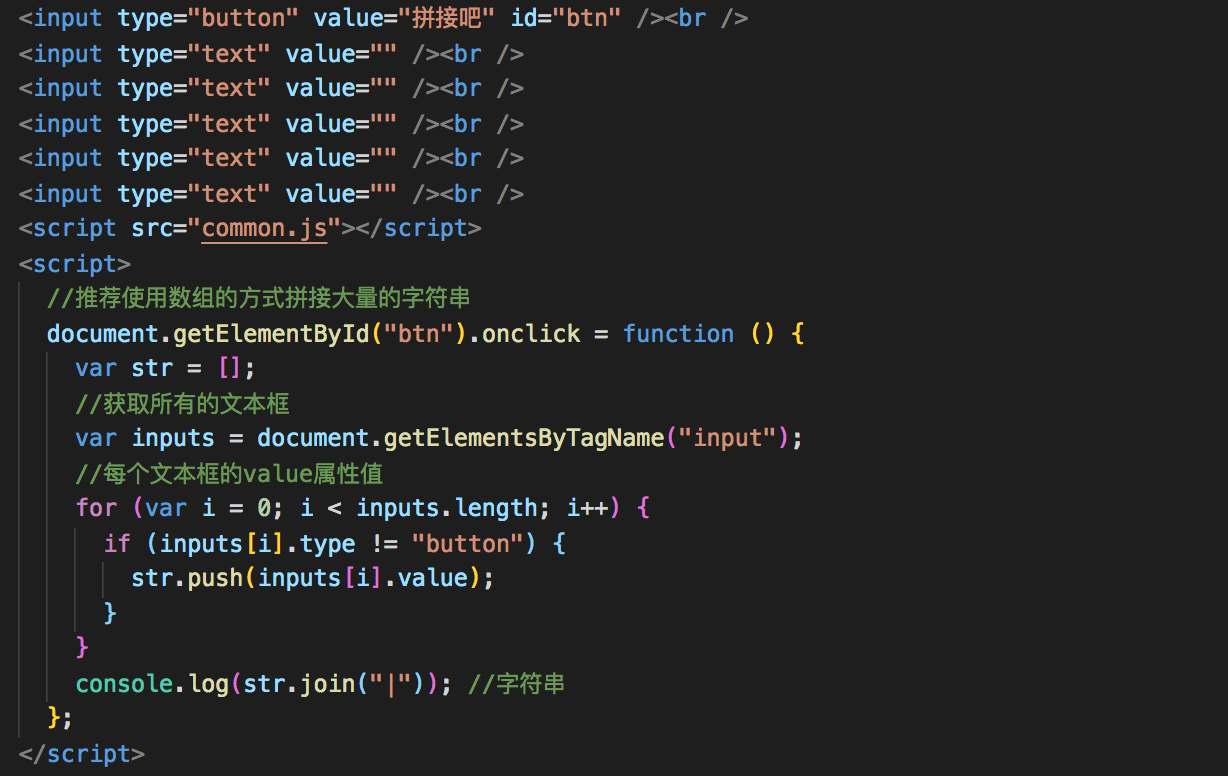 <input type="button" value="拼接吧" id="btn" /><br />
<input type="text" value="" /><br />
<input type="text" value="" /><br />
<input type="text" value="" /><br />
<input type="text" value="" /><br />
<input type="text" value="" /><br />
<script src="common.js"></script>
<script>
  //推荐使用数组的方式拼接大量的字符串
  document.getElementById("btn").onclick = function () {
    var str = [];
    //获取所有的文本框
    var inputs = document.getElementsByTagName("input");
    //每个文本框的value属性值
    for (var i = 0; i < inputs.length; i++) {
      if (inputs[i].type != "button") {
        str.push(inputs[i].value);
      }
    }
    console.log(str.join("|")); //字符串
  };
</script>